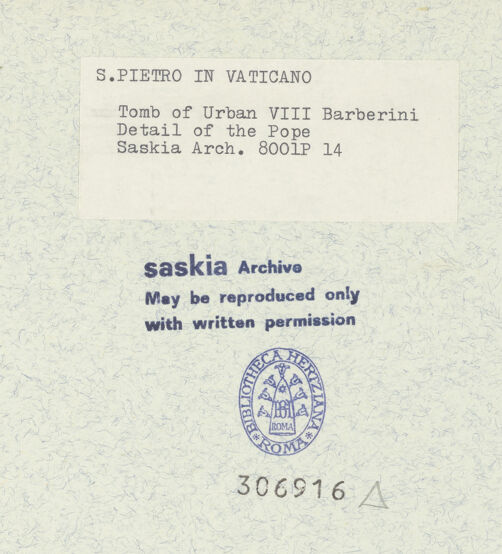 S.PIETRO IN VATICANO
Tomb of Urban VIII Barberini
Detail of the Pope
Saskia Arch. 8001P 14
saskia Archive
May be reproduced only
with written permission
BIBLIOTHECA HERTZIANA
ROMA
*ROMA*
306916